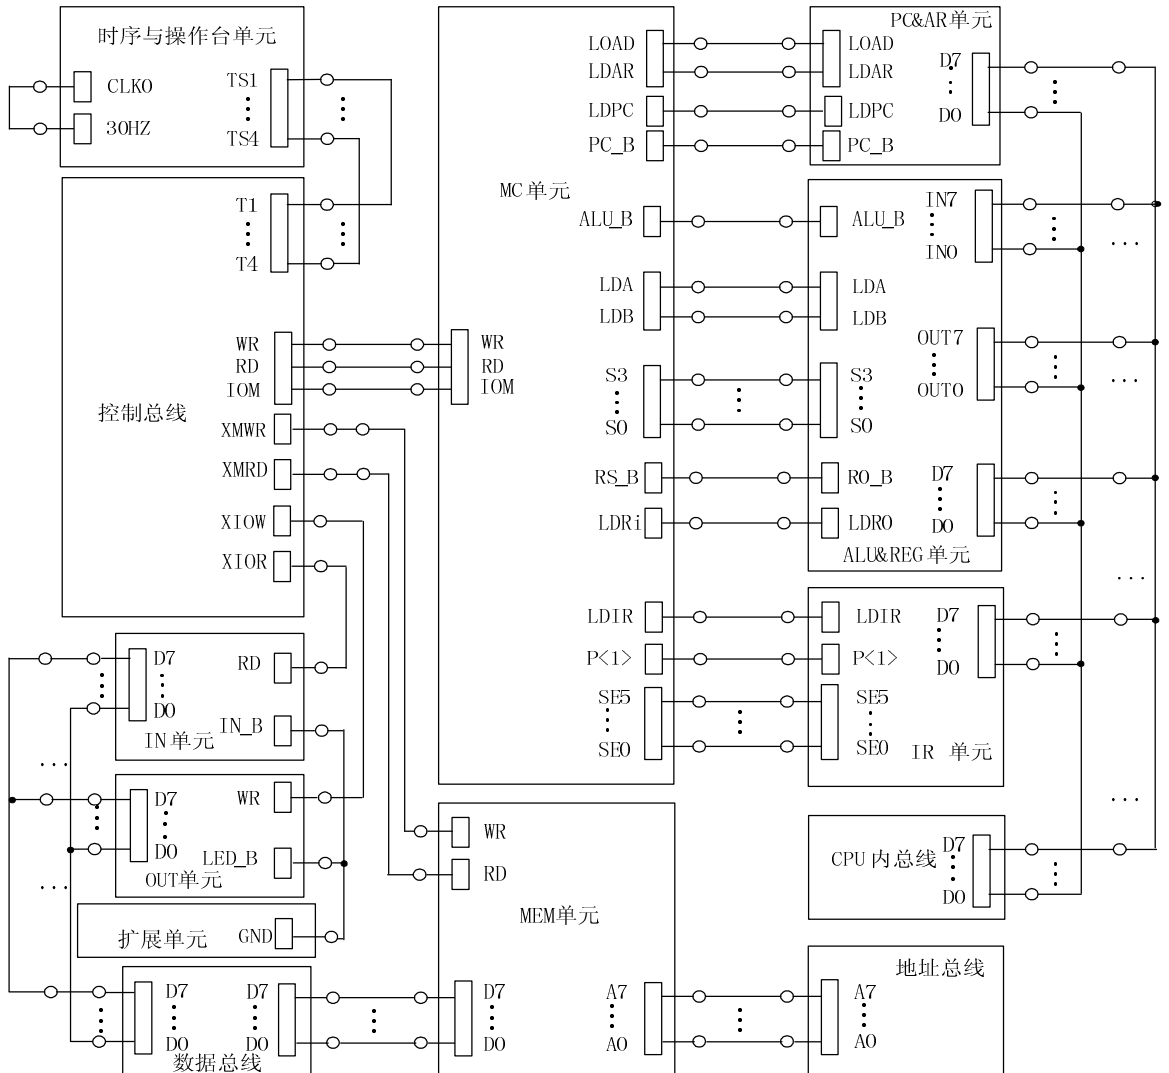 时序与操作台单元
CLK0
30HZ
TS1
TS4
控制总线
T1
T4
WR
RD
IOM
XMWR
XMRD
XIOW
XIOR
D7
D0
RD
IN_B
IN单元
...
D7
D0
WR
LED_B
OUT单元
...
扩展单元
GND
D7
D0
D7
D0
数据总线
MC单元
WR
RD
IOM
LOAD
LDAR
LDPC
PC_B
ALU_B
LDA
LDB
S3
S0
RS_B
LDRi
LDIR
P<1>
SE5
SE0
MEM单元
WR
RD
D7
D0
A7
A0
PC&AR单元
LOAD
LDAR
LDPC
PC_B
D7
D0
ALU_B
LDA
LDB
S3
S0
R0_B
LDR0
IN7
IN0
...
OUT7
OUT0
...
D7
D0
ALU&REG单元
...
LDIR
P<1>
SE5
SE0
D7
D0
IR 单元
...
CPU内总线
D7
D0
地址总线
A7
A0